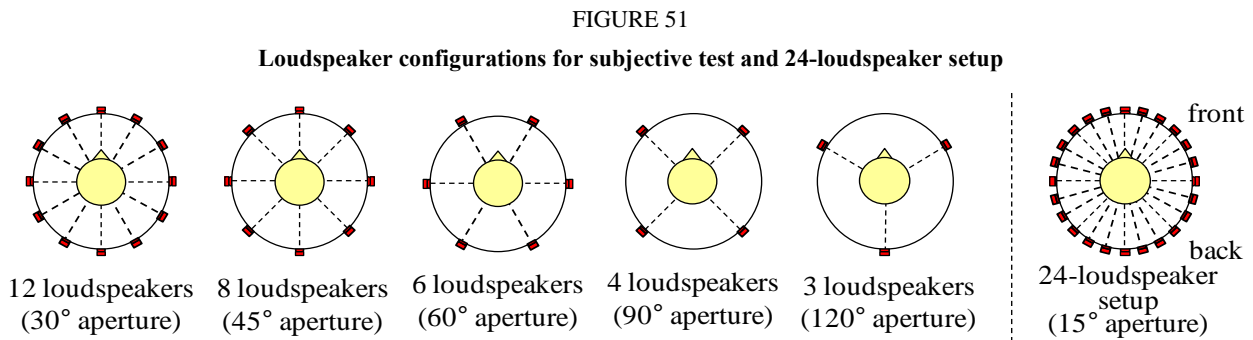 FIGURE 51
Loudspeaker configurations for subjective test and 24-loudspeaker setup
front
back
12 loudspeakers
(30° aperture)
8 loudspeakers
(45° aperture)
6 loudspeakers
(60° aperture)
4 loudspeakers
(90° aperture)
3 loudspeakers
(120° aperture)
24-loudspeaker
setup
(15° aperture)